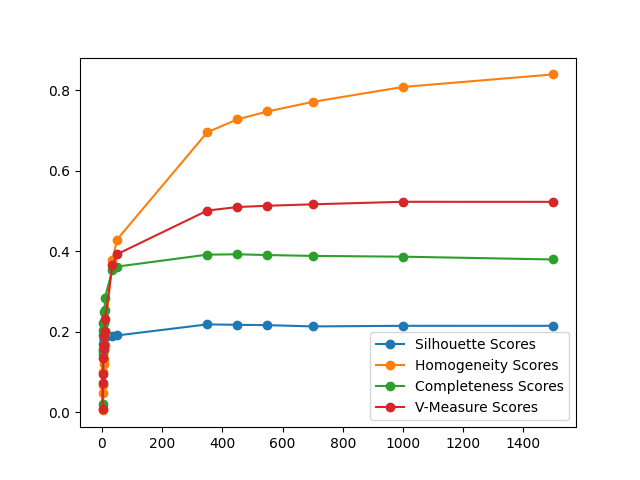 0.8
0.6
0.4
0.2
0.0
0 200 400 600 800 1000 1200 1400
Silhouette Scores
Homogeneity Scores
Completeness Scores
V-Measure Scores